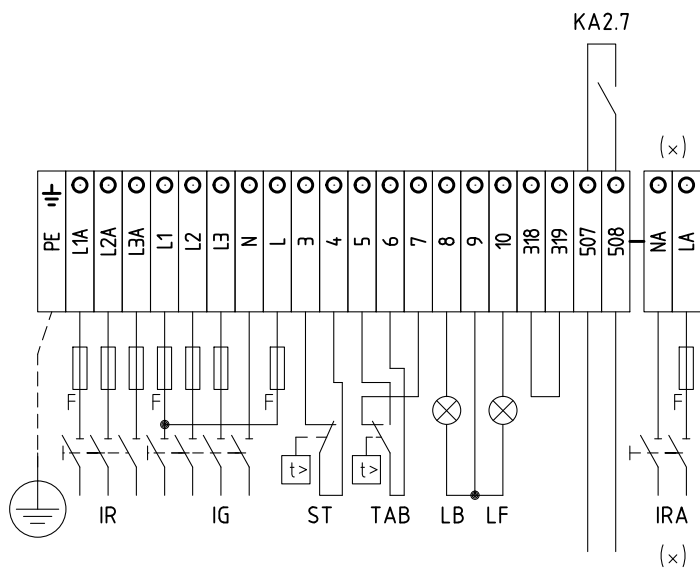 KA2.7
(x)
PE L1A L2A L3A L1 L2 L3 N L 3 4 5 6 7 8 9 10 318 319 507 508 NA LA
F F F F
t> t>
IR IG ST TAB LB LF IRA
(x)